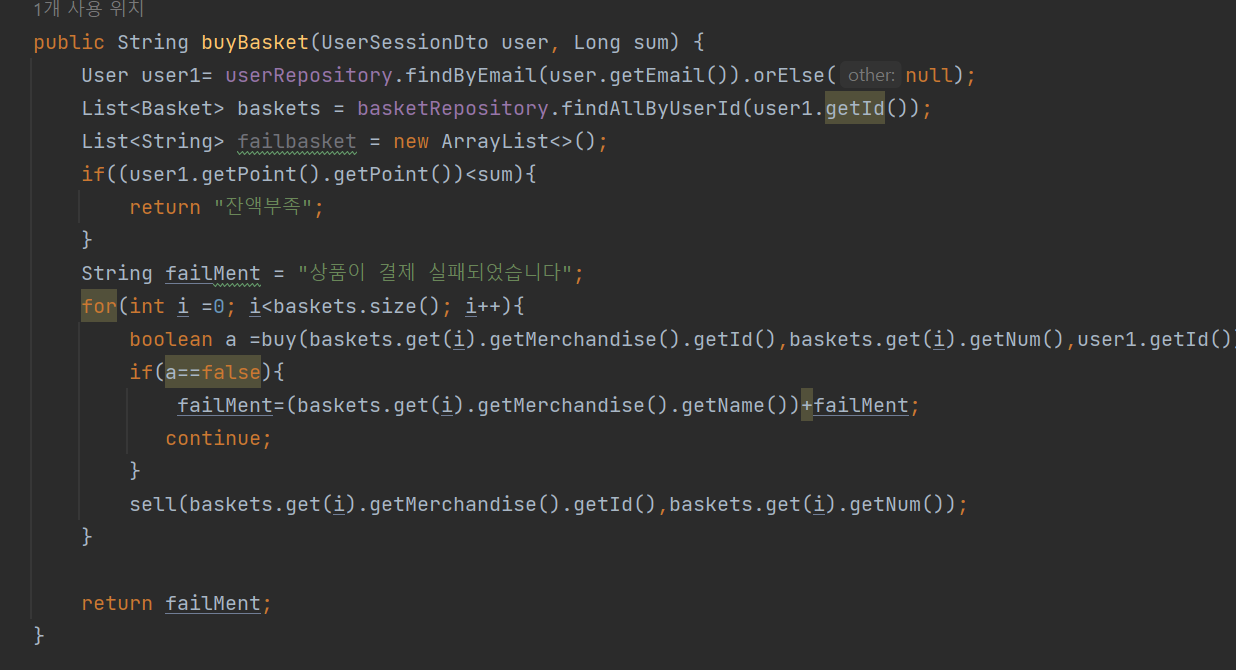 1개 사용 위치
public String buyBasket(UserSessionDto user, Long sum) {
User user1= userRepository.findByEmail(user.getEmail()).orElse( other: null);
List<Basket> baskets = basketRepository.findAllByUserId(user1.getId());
List<String> failbasket = new ArrayList<>();
if((user1.getPoint().getPoint())<sum){
return "잔액부족";
}
String failMent = "상품이 결제 실패되었습니다";
for(int i =0; i<baskets.size(); i++){
boolean a =buy(baskets.get(i).getMerchandise().getId(),baskets.get(i).getNum(),user1.getId()
if(a==false){
failMent=(baskets.get(i).getMerchandise().getName())+failMent;
continue;
}
sell(baskets.get(i).getMerchandise().getId(),baskets.get(i).getNum());
}
return failMent;
}